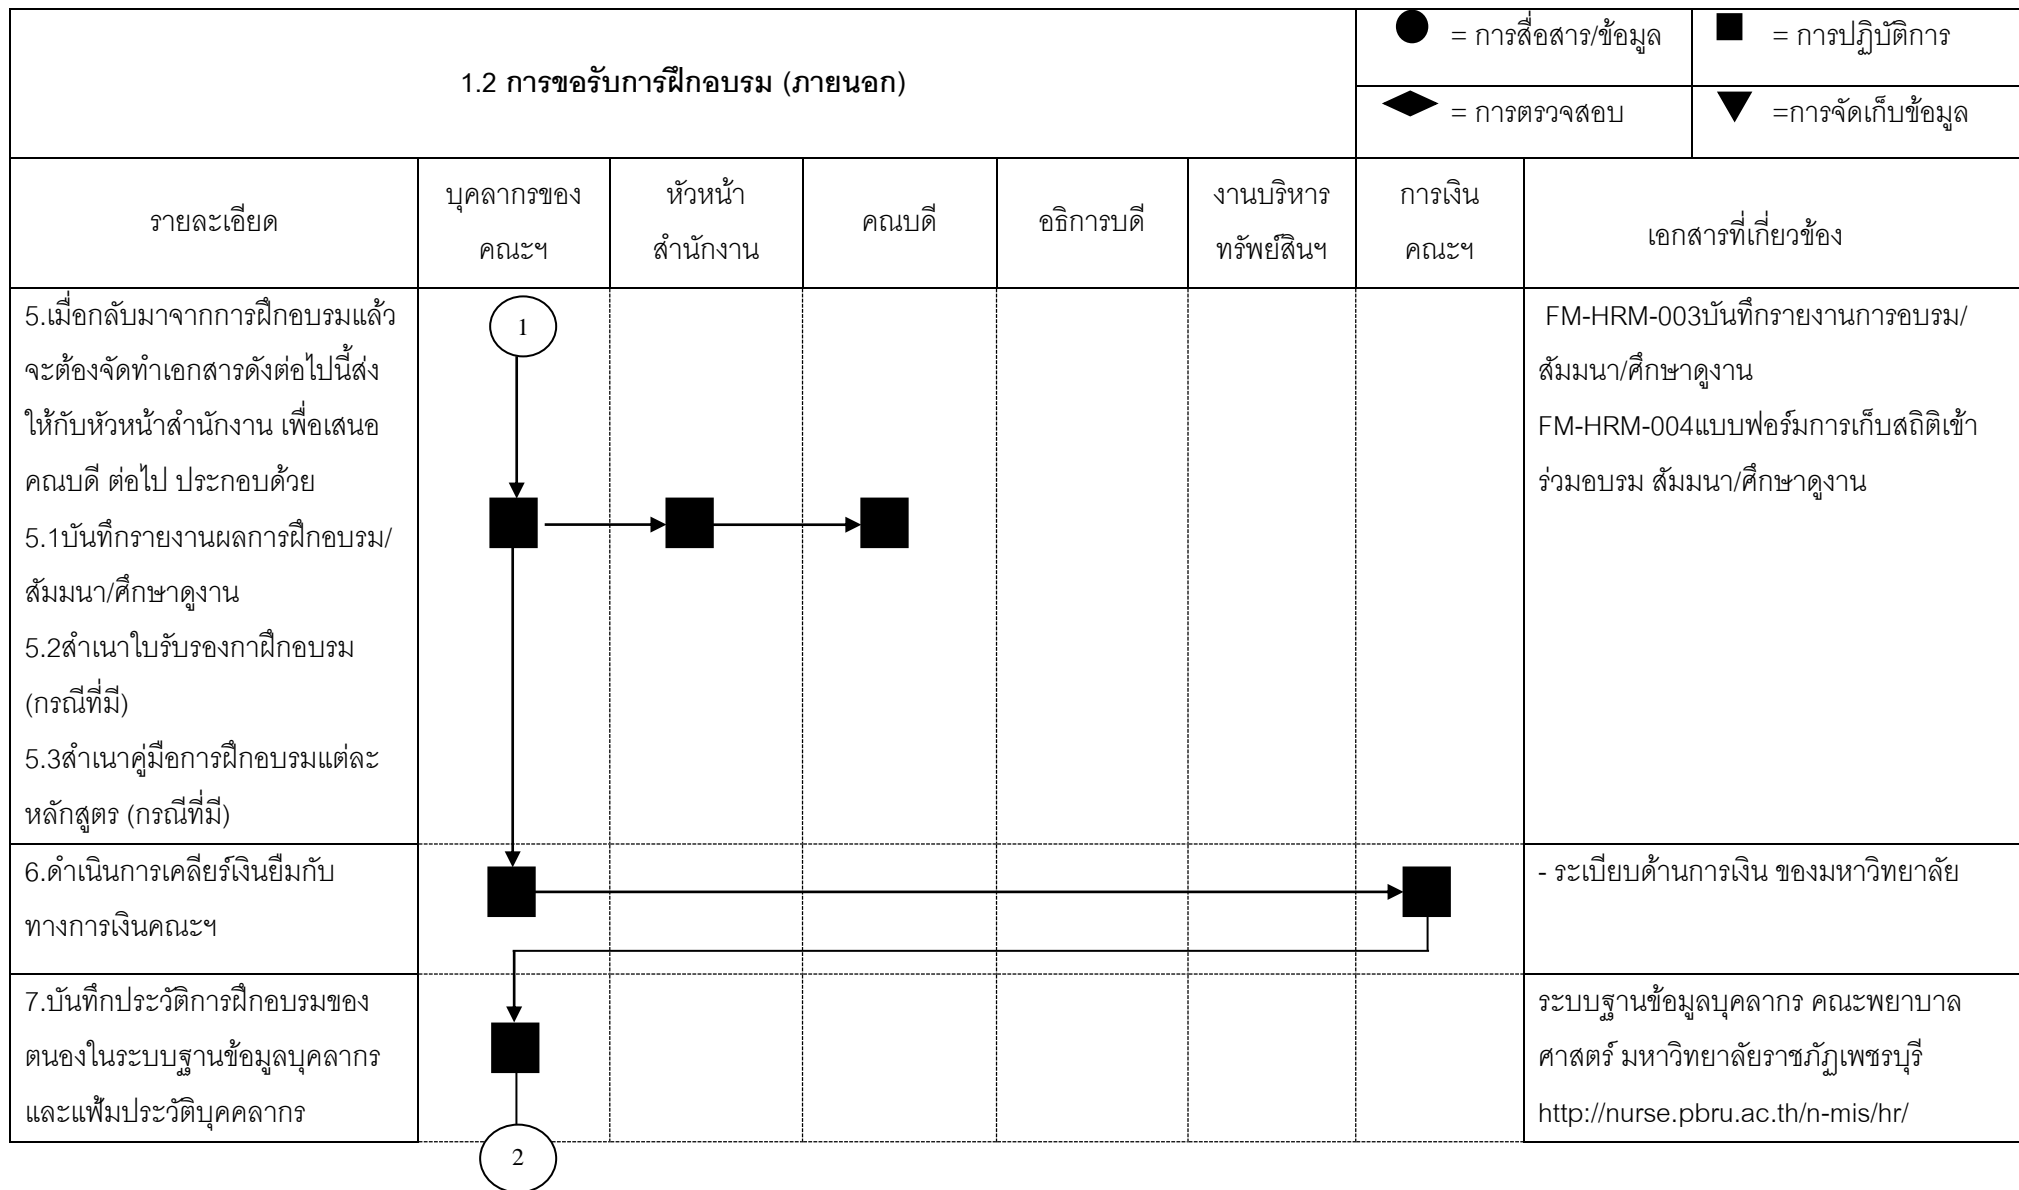 1.2 การขอรับการฝึกอบรม (ภายนอก)
= การสื่อสาร/ข้อมูล
= การปฏิบัติการ
= การตรวจสอบ
=การจัดเก็บข้อมูล
รายละเอียด
บุคลากรของ
คณะฯ
หัวหน้า
สำนักงาน
คณบดี
อธิการบดี
งานบริหาร
ทรัพย์สินฯ
การเงิน
คณะฯ
เอกสารที่เกี่ยวข้อง
5.เมื่อกลับมาจากการฝึกอบรมแล้ว
จะต้องจัดทำเอกสารดังต่อไปนี้ส่ง
ให้กับหัวหน้าสำนักงาน เพื่อเสนอ
คณบดี ต่อไป ประกอบด้วย
5.1บันทึกรายงานผลการฝึกอบรม/
สัมมนา/ศึกษาดูงาน
5.2สำเนาใบรับรองกาฝึกอบรม
(กรณีที่มี)
5.3สำเนาคู่มือการฝึกอบรมแต่ละ
หลักสูตร (กรณีที่มี)
1
FM-HRM-003บันทึกรายงานการอบรม/
สัมมนา/ศึกษาดูงาน
FM-HRM-004แบบฟอร์มการเก็บสถิติเข้า
ร่วมอบรม สัมมนา/ศึกษาดูงาน
6.ดำเนินการเคลียร์เงินยืมกับ
ทางการเงินคณะฯ
- ระเบียบด้านการเงิน ของมหาวิทยาลัย
7.บันทึกประวัติการฝึกอบรมของ
ตนองในระบบฐานข้อมูลบุคลากร
และแฟ้มประวัติบุคคลากร
ระบบฐานข้อมูลบุคลากร คณะพยาบาล
ศาสตร์ มหาวิทยาลัยราชภัฏเพชรบุรี
http://nurse.pbru.ac.th/n-mis/hr/
2